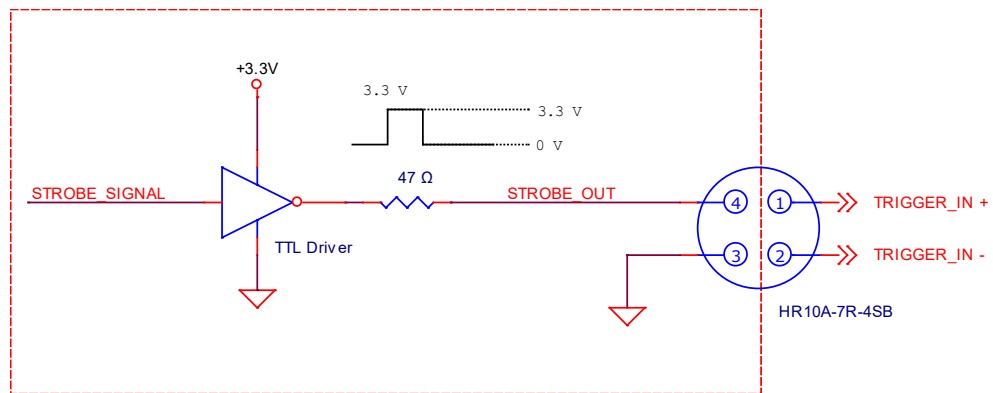 +3.3V
3.3 V
3.3 V
0 V
47 Ω
STROBE_SIGNAL
STROBE_OUT
TTL Driver
4
1
TRIGGER_IN +
3
2
TRIGGER_IN -
HR10A-7R-4SB